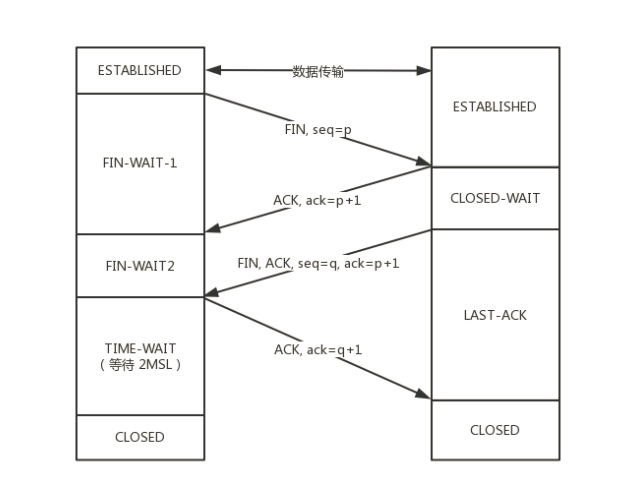 ESTABLISHED
数据传输
ESTABLISHED
FIN, seq=p
FIN-WAIT-1
CLOSED-WAIT
ACK, ack=p+1
FIN-WAIT2
FIN, ACK, seq=q, ack=p+1
LAST-ACK
TIME-WAIT
（等待 2MSL）
ACK, ack=q+1
CLOSED
CLOSED